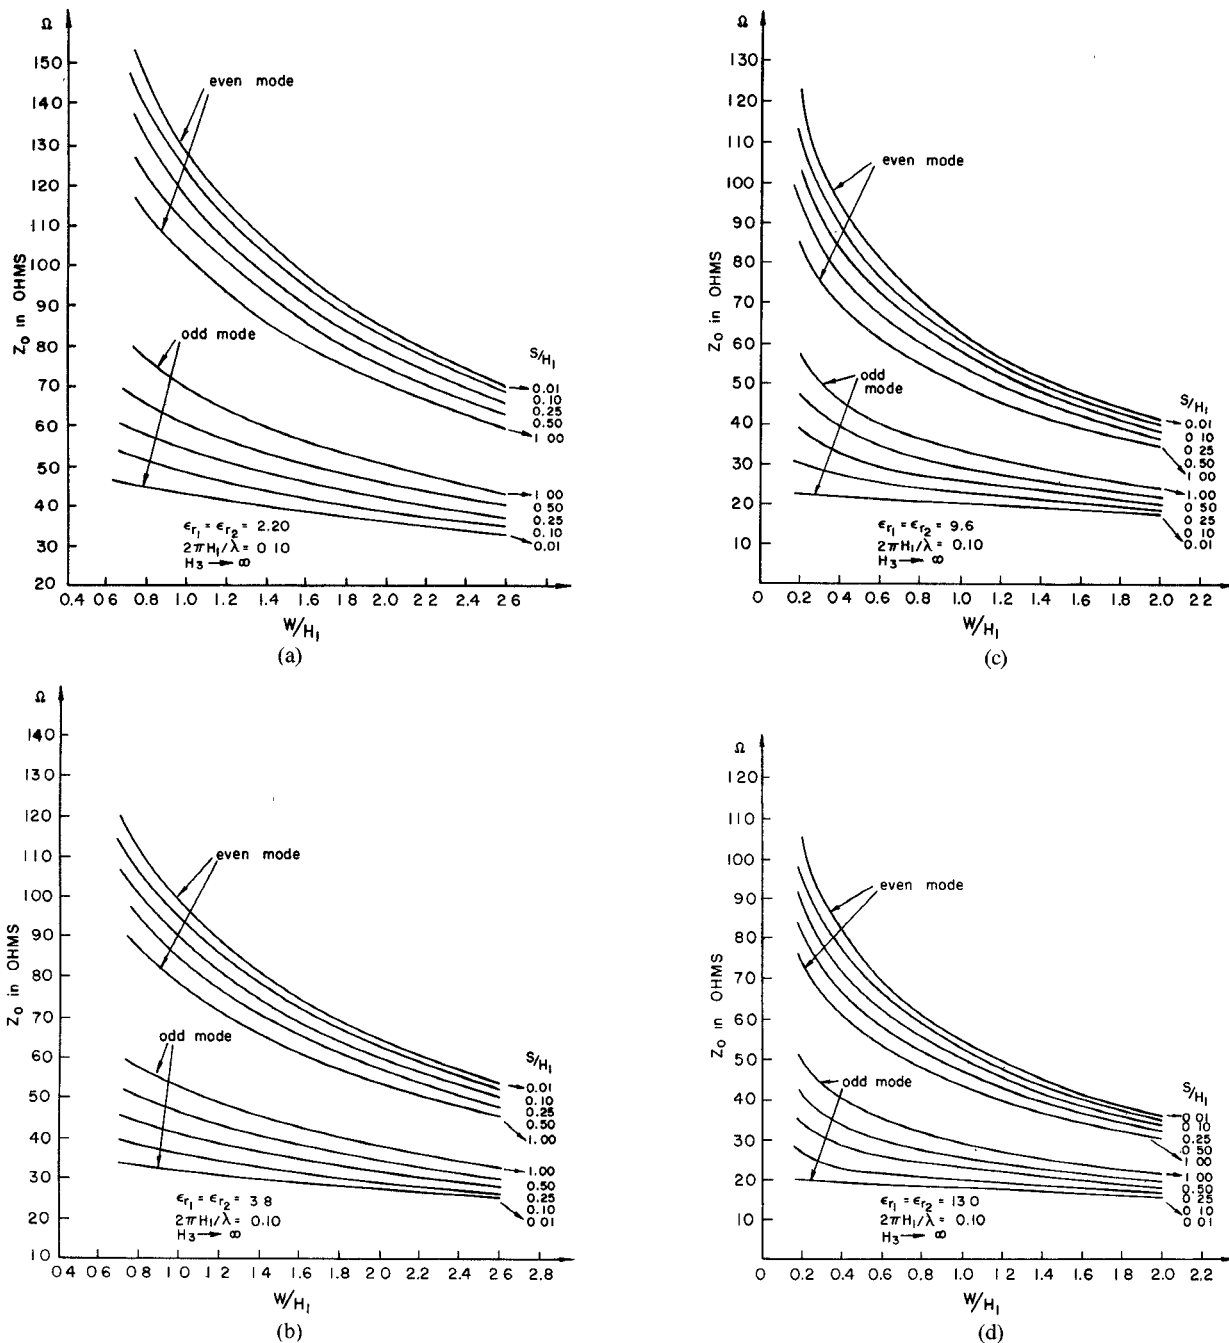 Ω
150
140
130
120
110
100
90
80
70
60
50
40
30
20
Z₀ in OHMS
even mode
odd mode
S/H₁
0.01
0.10
0.25
0.50
1 00
1 00
0 50
0.25
0.10
0.01
εr₁ = εr₂ = 2.20
2πH₁/λ = 0 10
H₃ → ∞
0.4 0 6 0.8 1.0 1.2 1.4 1.6 1.8 2.0 2.2 2.4 2 6
W/H₁
(a)
Ω
130
120
110
100
90
80
70
60
50
40
30
20
10
Z₀ in OHMS
even mode
odd
mode
S/H₁
0.01
0 10
0 25
0.50
1.00
1.00
0 50
0 25
0 10
0.01
εr₁ = εr₂ = 9.6
2πH₁/λ = 0.10
H₃ → ∞
0 0.2 0.4 0.6 0.8 1.0 1.2 1.4 1.6 1.8 2.0 2.2
W/H₁
(c)
Ω
140
130
120
110
100
90
80
70
60
50
40
30
20
10
Z₀ in OHMS
even mode
odd mode
S/H₁
0.01
0.10
0.25
0.50
1.00
1.00
0.50
0.25
0.10
0 01
εr₁ = εr₂ = 3 8
2πH₁/λ = 0.10
H₃ → ∞
0 4 0 6 0.8 1.0 1 2 1 4 1.6 1.8 2.0 2.2 2.4 2.6 2.8
W/H₁
(b)
Ω
120
110
100
90
80
70
60
50
40
30
20
10
Z₀ in OHMS
even mode
odd mode
S/H₁
0 01
0.10
0.25
0 50
1 00
1 00
0.50
0 25
0 10
0 01
εr₁ = εr₂ = 13 0
2πH₁/λ = 0.10
H₃ → ∞
0 0.2 0.4 0.6 0.8 1.0 1.2 1.4 1.6 1.8 2.0 2.2
W/H₁
(d)